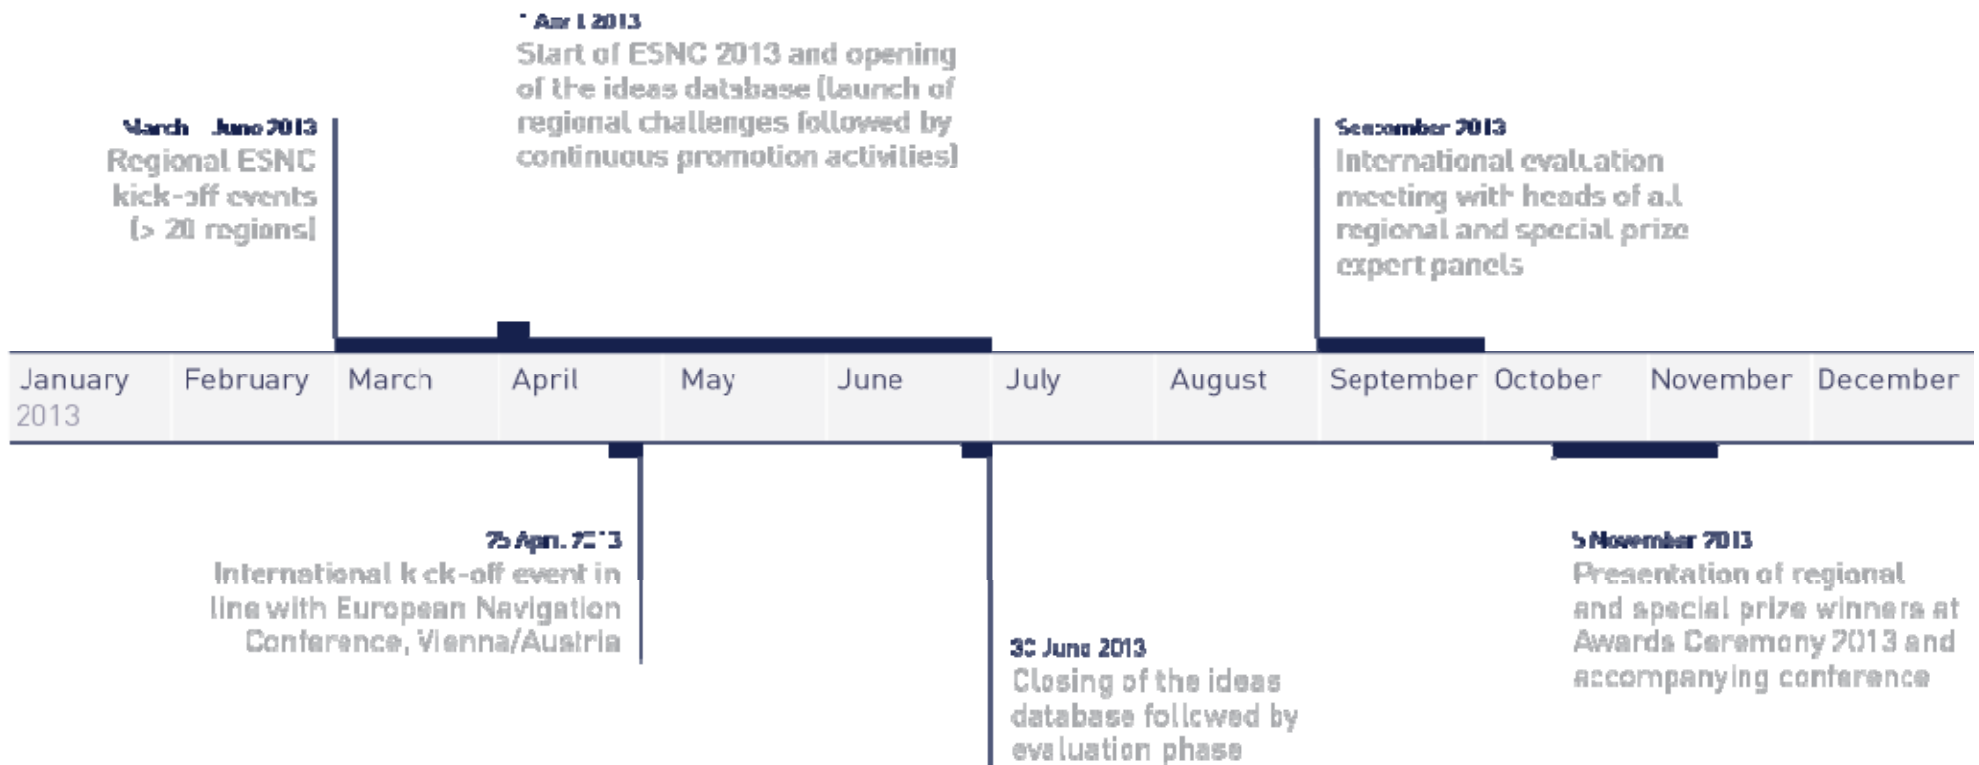 1 April 2013
Start of ESNC 2013 and opening
of the ideas database (launch of
regional challenges followed by
continuous promotion activities)
March – June 2013
Regional ESNC
kick-off events
(> 20 regions)
September 2013
International evaluation
meeting with heads of all
regional and special prize
expert panels
January February March April May June July August September October November December
2013
25 April 2013
International kick-off event in
line with European Navigation
Conference, Vienna/Austria
30 June 2013
Closing of the ideas
database followed by
evaluation phase
5 November 2013
Presentation of regional
and special prize winners at
Awards Ceremony 2013 and
accompanying conference